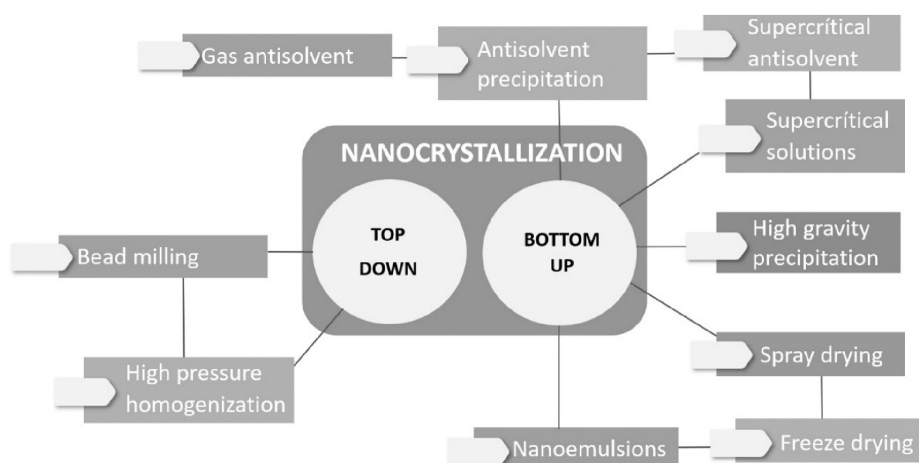 Gas antisolvent
Antisolvent
precipitation
Supercrítical
antisolvent
Supercrítical
solutions
NANOCRYSTALLIZATION
TOP
DOWN
BOTTOM
UP
High gravity
precipitation
Bead milling
High pressure
homogenization
Spray drying
Nanoemulsions
Freeze drying